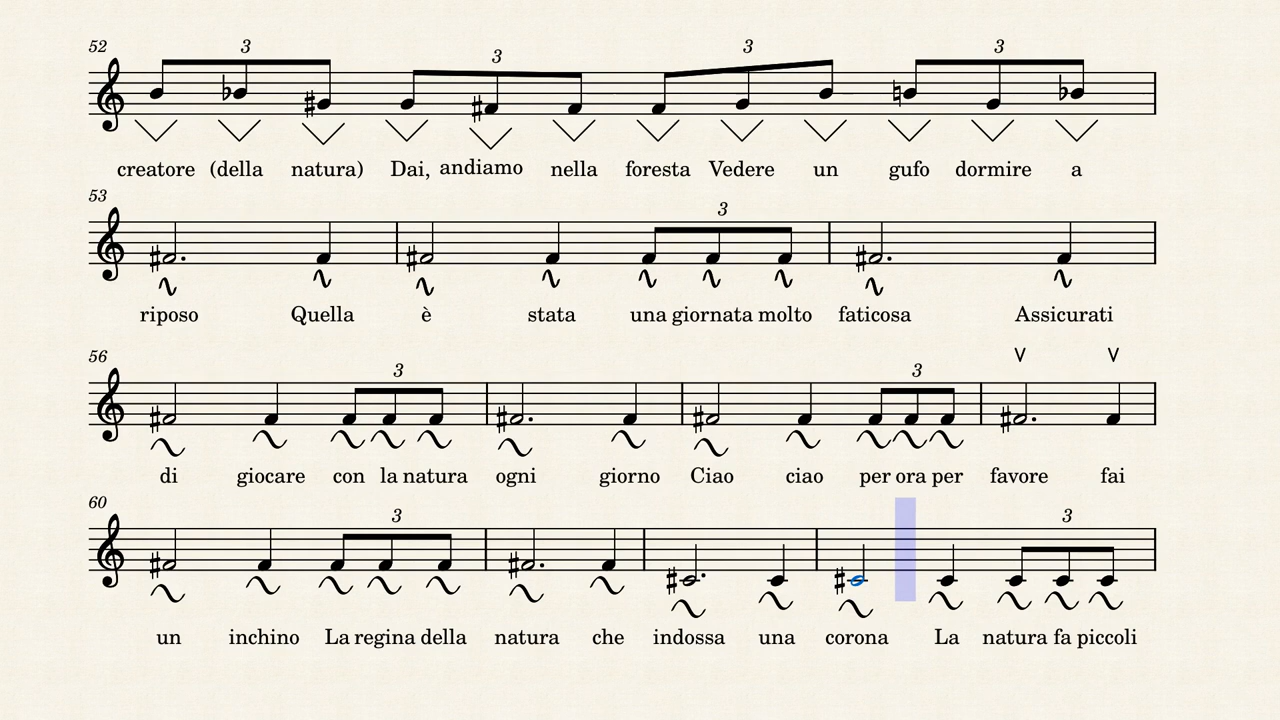 52 3 3 3 3
creatore (della natura) Dai, andiamo nella foresta Vedere un gufo dormire a
53 3
riposo Quella è stata una giornata molto faticosa Assicurati
56 3 3
di giocare con la natura ogni giorno Ciao ciao per ora per favore fai
60 3 3
un inchino La regina della natura che indossa una corona La natura fa piccoli